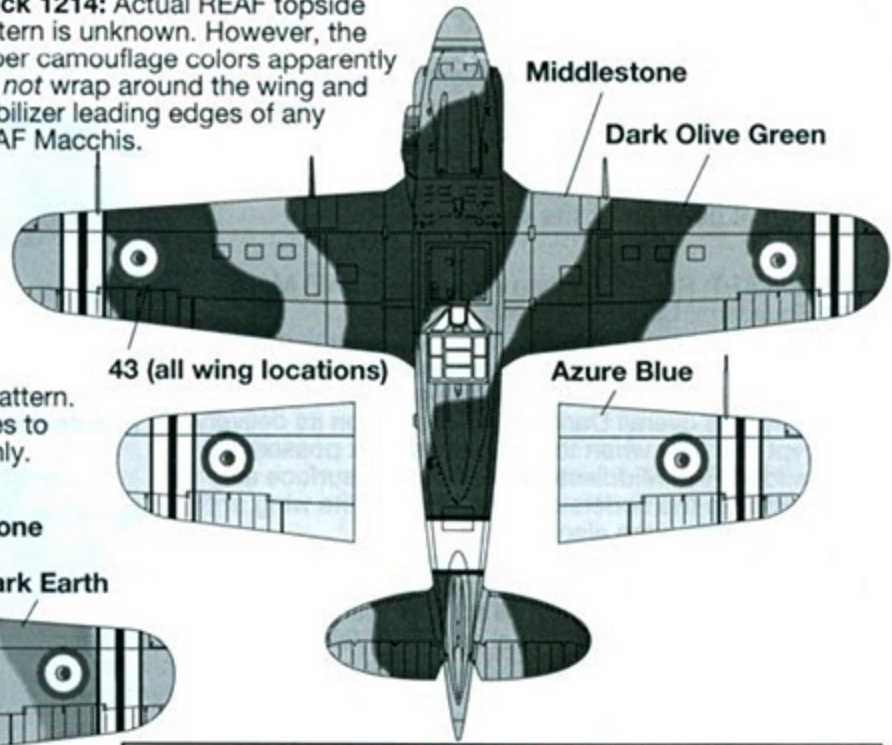 ck 1214: Actual REAF topside
tern is unknown. However, the
per camouflage colors apparently
not wrap around the wing and
bilizer leading edges of any
AF Macchis.
Middlestone
Dark Olive Green
43 (all wing locations)
Azure Blue
attern.
es to
nly.
one
ark Earth